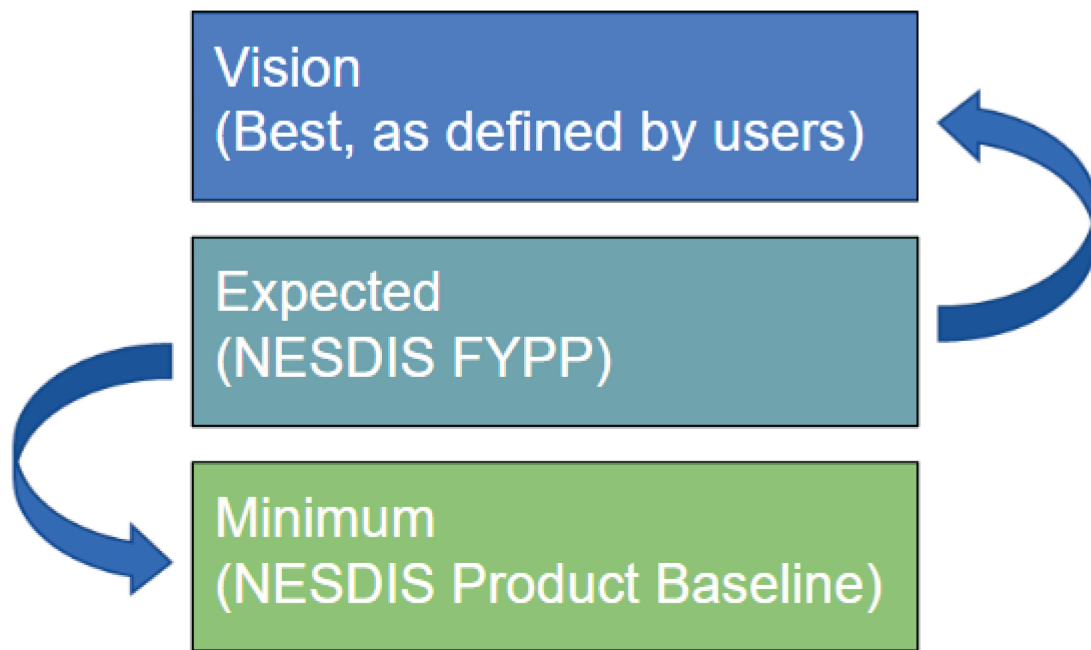 Vision
(Best, as defined by users)
Expected
(NESDIS FYPP)
Minimum
(NESDIS Product Baseline)